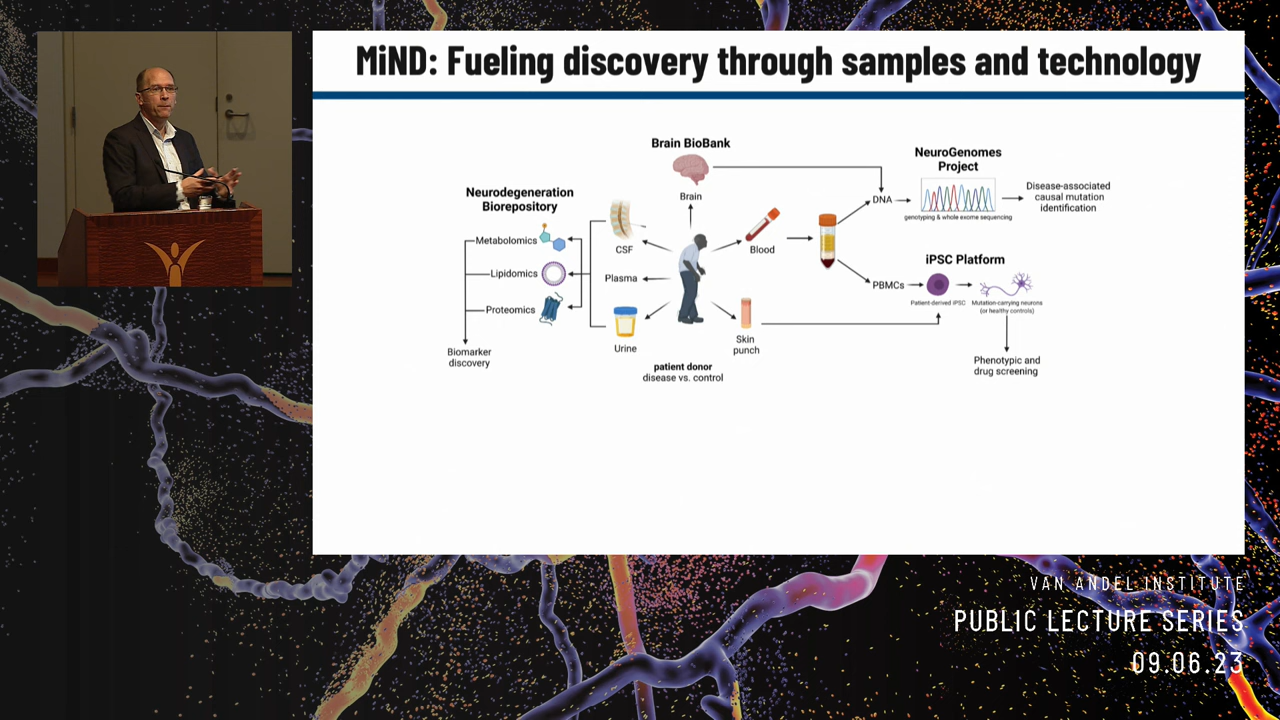 MiND: Fueling discovery through samples and technology
Brain BioBank
Brain
NeuroGenomes
Project
DNA
genotyping & whole exome sequencing
Disease-associated
causal mutation
identification
Neurodegeneration
Biorepository
Metabolomics
Lipidomics
Proteomics
Biomarker
discovery
CSF
Plasma
Urine
Blood
Skin
punch
patient donor
disease vs. control
iPSC Platform
PBMCs
Patient-derived iPSC
Mutation-carrying neurons
(or healthy controls)
Phenotypic and
drug screening
VAN ANDEL INSTITUTE
PUBLIC LECTURE SERIES
09.06.23